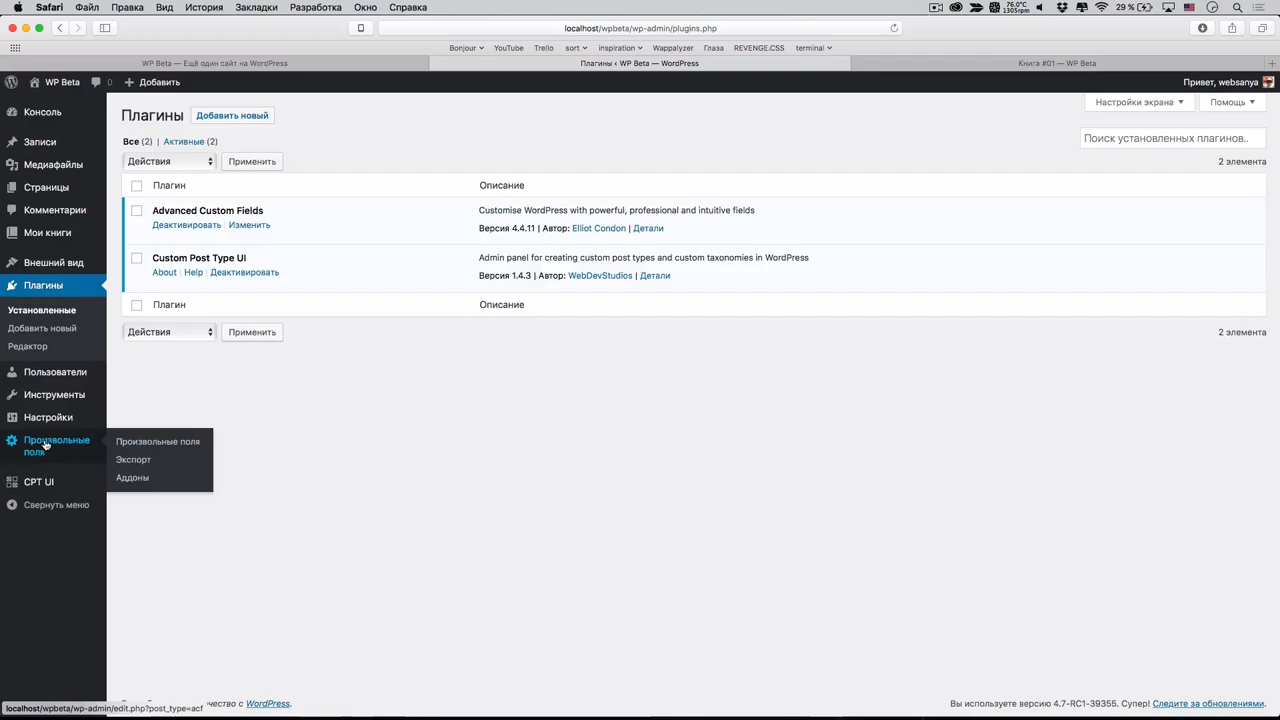 Safari Файл Правка Вид История Закладки Разработка Окно Справка 76.0°C 1305rpm 29 %
localhost/wpbeta/wp-admin/plugins.php
Bonjour YouTube Trello sort inspiration Wappalyzer Глаза REVENGE.CSS terminal
WP Beta — Ещё один сайт на WordPress Плагины ‹ WP Beta — WordPress Книга #01 — WP Beta
WP Beta 0 Добавить Привет, websanya
Консоль
Записи
Медиафайлы
Страницы
Комментарии
Мои книги
Внешний вид
Плагины
Установленные
Добавить новый
Редактор
Пользователи
Инструменты
Настройки
Произвольные
поля
CPT UI
Свернуть меню
Произвольные поля
Экспорт
Аддоны
Настройки экрана Помощь
Плагины Добавить новый
Все (2) | Активные (2)
Поиск установленных плагинов..
Действия Применить 2 элемента
Плагин Описание
Advanced Custom Fields Customise WordPress with powerful, professional and intuitive fields
Деактивировать | Изменить Версия 4.4.11 | Автор: Elliot Condon | Детали
Custom Post Type UI Admin panel for creating custom post types and custom taxonomies in WordPress
About | Help | Деактивировать Версия 1.4.3 | Автор: WebDevStudios | Детали
Плагин Описание
Действия Применить 2 элемента
чество с WordPress. Вы используете версию 4.7-RC1-39355. Супер! Следите за обновлениями.
localhost/wpbeta/wp-admin/edit.php?post_type=acf